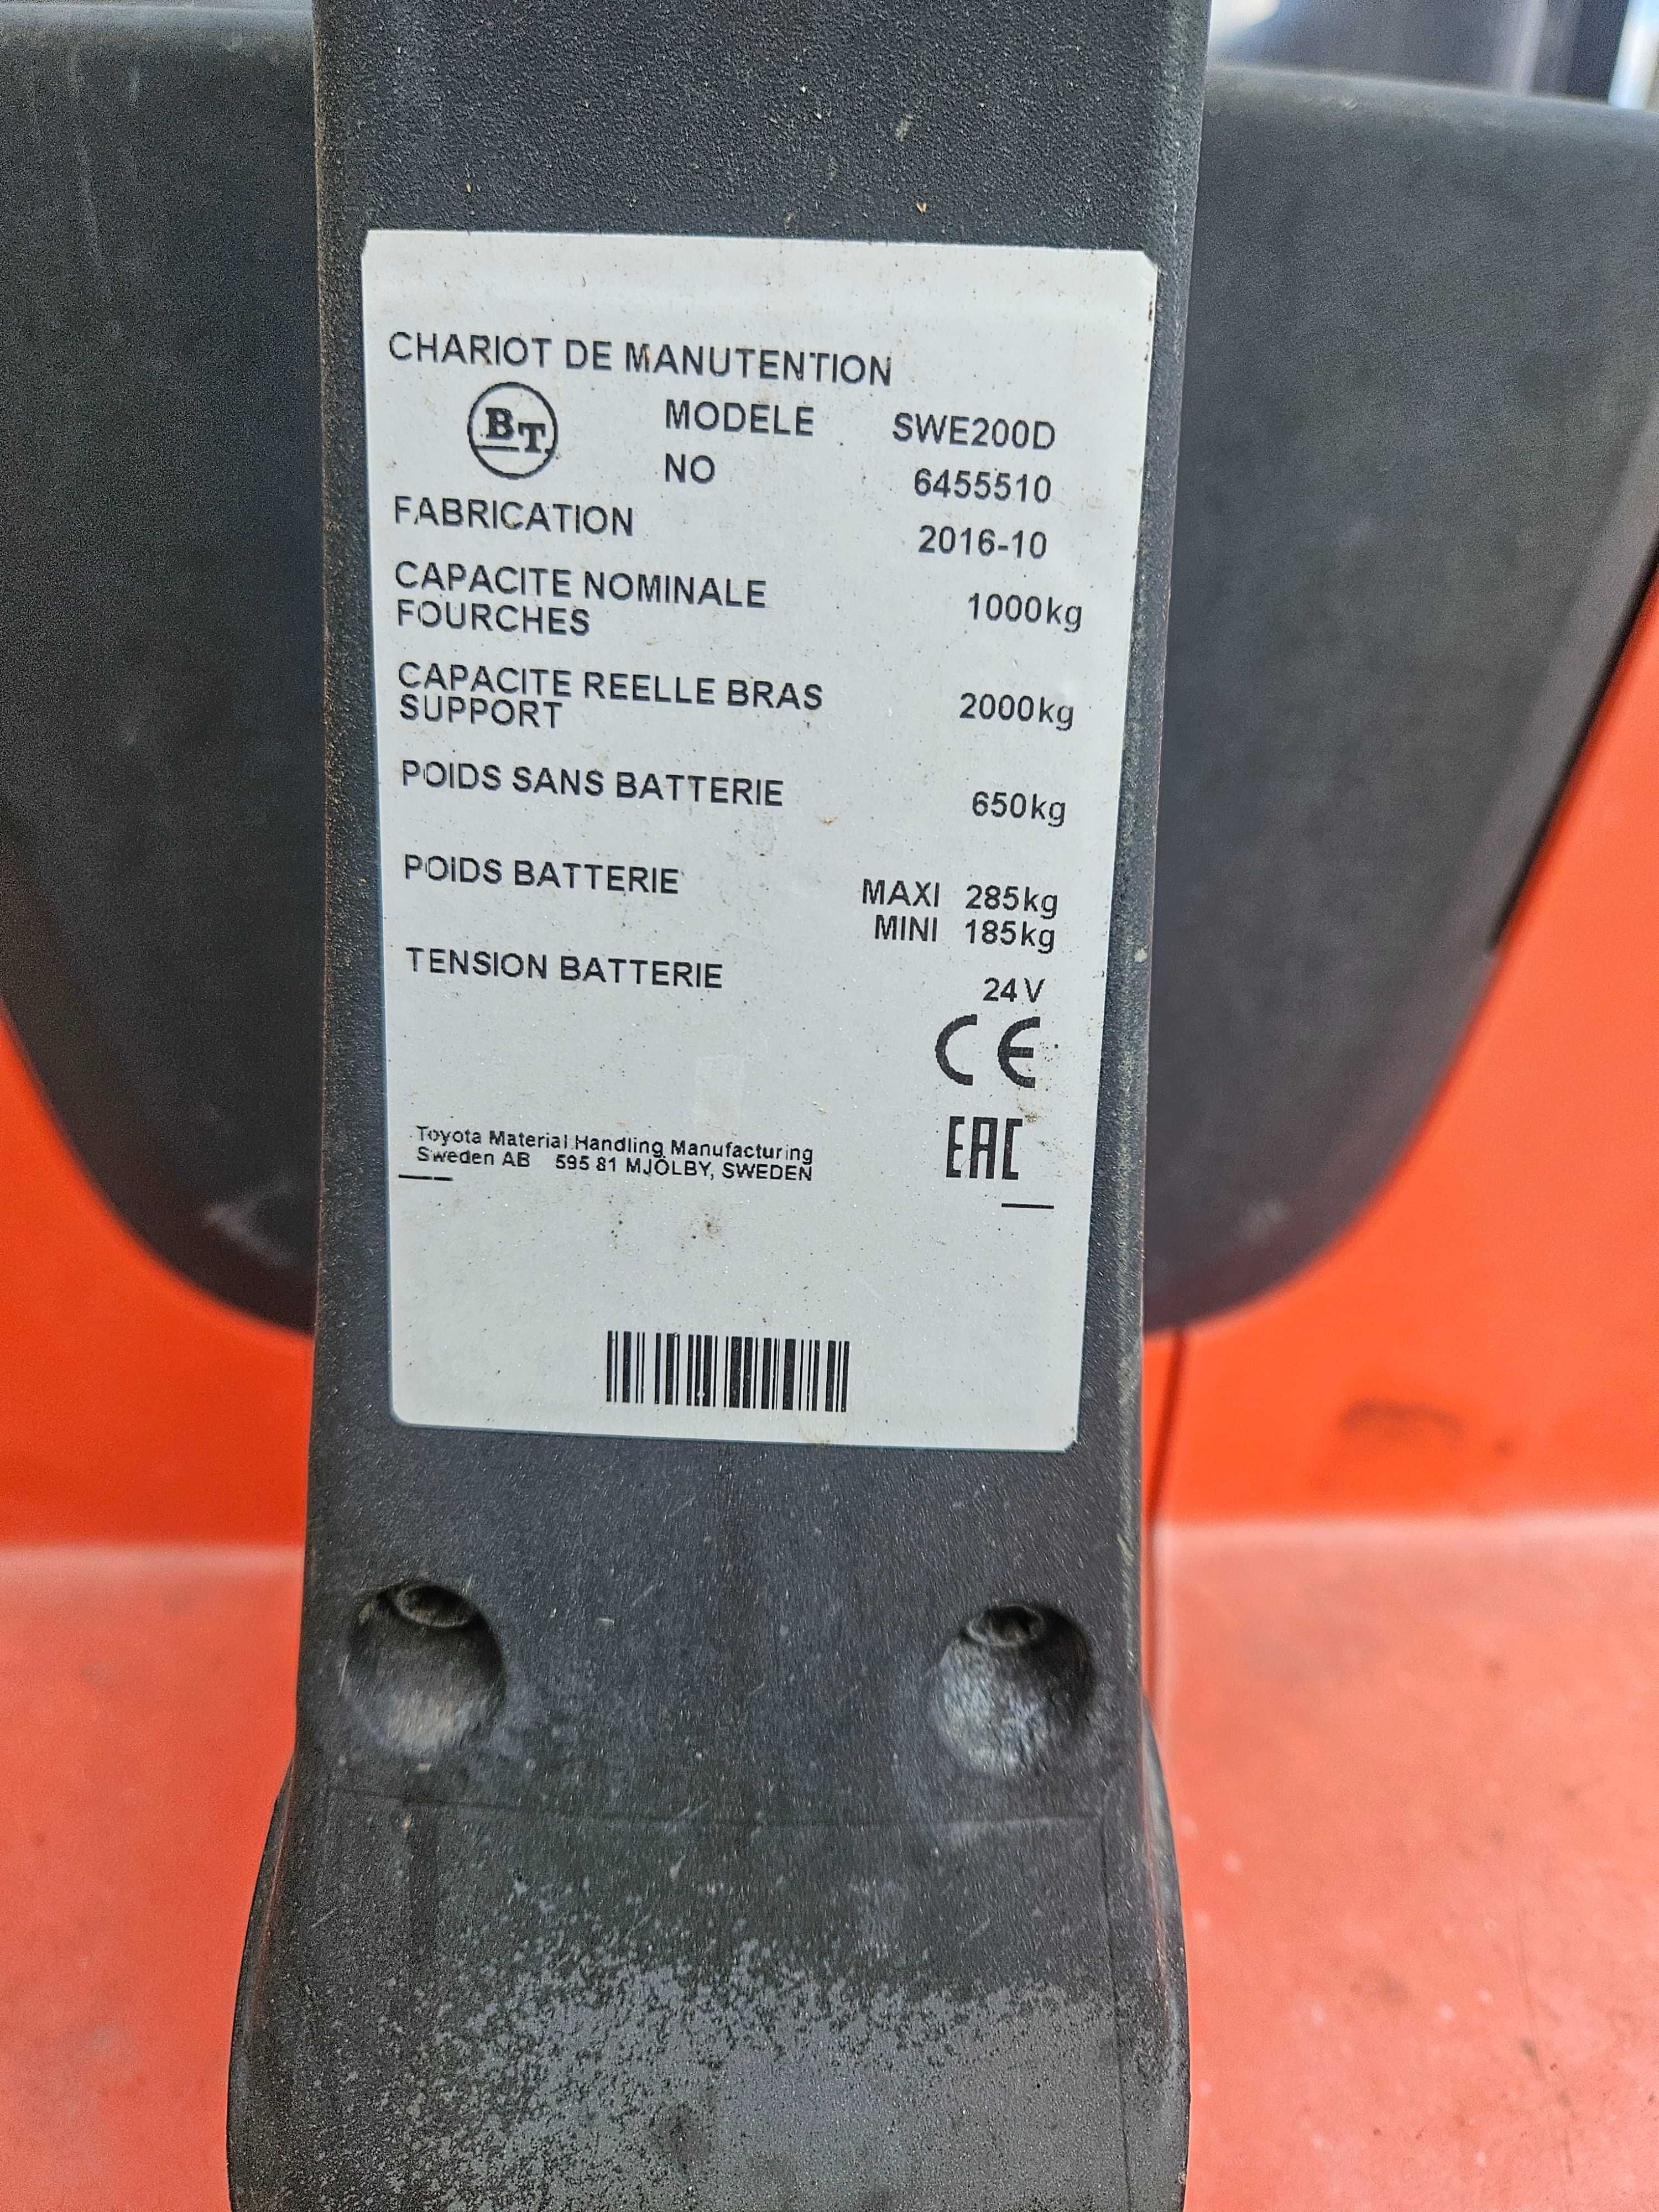 CHARIOT DE MANUTENTION
BT
MODELE SWE200D
NO 6455510
FABRICATION 2016-10
CAPACITE NOMINALE
FOURCHES 1000kg
CAPACITE REELLE BRAS
SUPPORT 2000kg
POIDS SANS BATTERIE 650kg
POIDS BATTERIE MAXI 285kg
MINI 185kg
TENSION BATTERIE 24V
CE
EAC
Toyota Material Handling Manufacturing
Sweden AB 595 81 MJÖLBY, SWEDEN